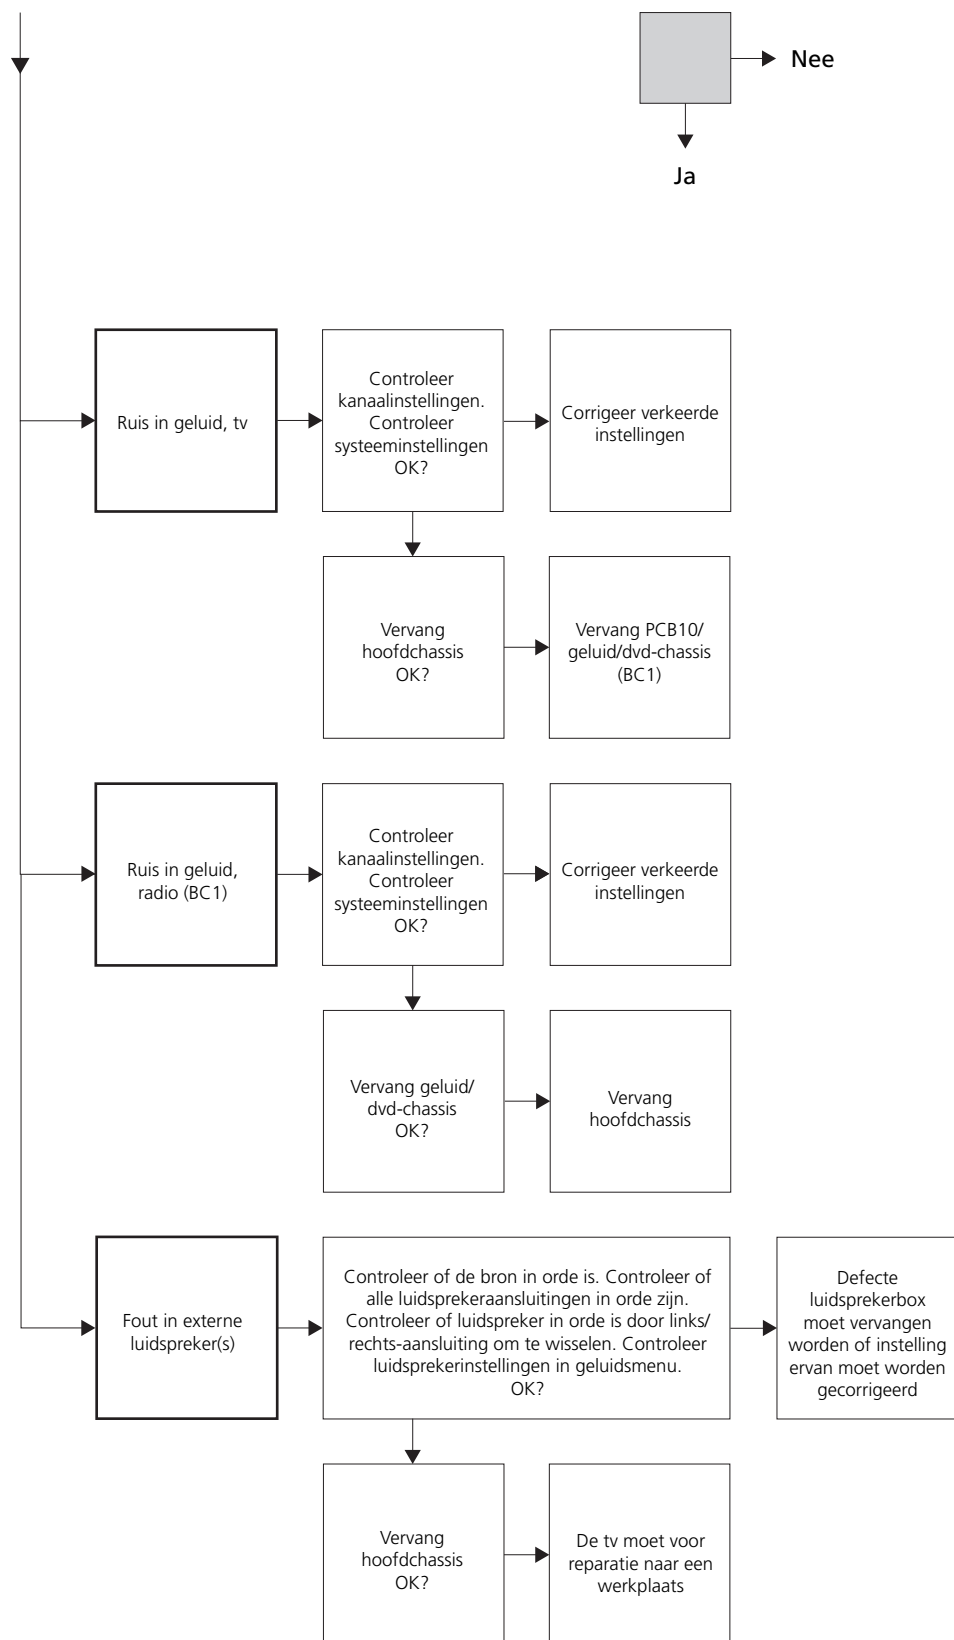 Nee
Ja
Ruis in geluid, tv
Controleer
kanaalinstellingen.
Controleer
systeeminstellingen
OK?
Corrigeer verkeerde
instellingen
Vervang
hoofdchassis
OK?
Vervang PCB10/
geluid/dvd-chassis
(BC1)
Ruis in geluid,
radio (BC1)
Controleer
kanaalinstellingen.
Controleer
systeeminstellingen
OK?
Corrigeer verkeerde
instellingen
Vervang geluid/
dvd-chassis
OK?
Vervang
hoofdchassis
Fout in externe
luidspreker(s)
Controleer of de bron in orde is. Controleer of
alle luidsprekeraansluitingen in orde zijn.
Controleer of luidspreker in orde is door links/
rechts-aansluiting om te wisselen. Controleer
luidsprekerinstellingen in geluidsmenu.
OK?
Defecte
luidsprekerbox
moet vervangen
worden of instelling
ervan moet worden
gecorrigeerd
Vervang
hoofdchassis
OK?
De tv moet voor
reparatie naar een
werkplaats